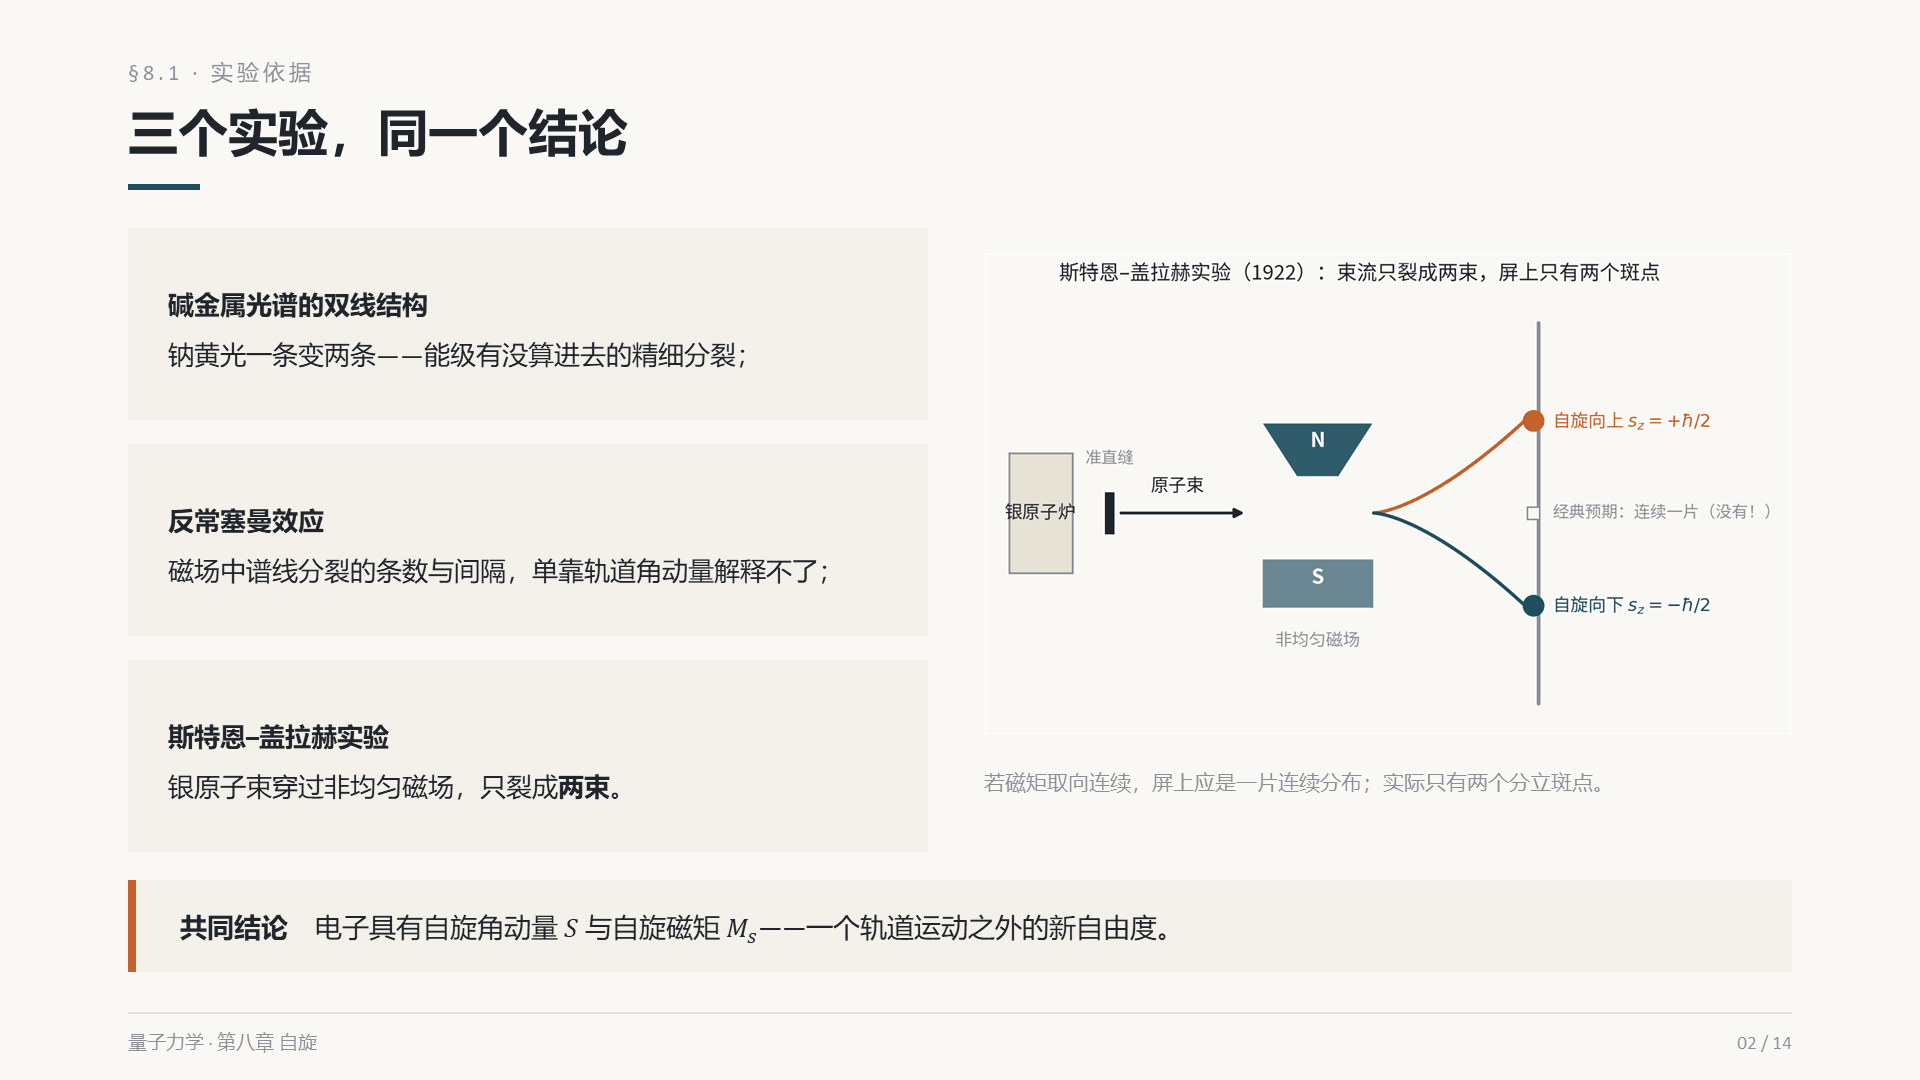 §8.1 · 实验依据
三个实验，同一个结论
碱金属光谱的双线结构
钠黄光一条变两条——能级有没算进去的精细分裂；
反常塞曼效应
磁场中谱线分裂的条数与间隔，单靠轨道角动量解释不了；
斯特恩–盖拉赫实验
银原子束穿过非均匀磁场，只裂成两束。
斯特恩–盖拉赫实验（1922）：束流只裂成两束，屏上只有两个斑点
银原子炉
准直缝
原子束
N
S
非均匀磁场
自旋向上 s_z = +ℏ/2
经典预期：连续一片（没有！）
自旋向下 s_z = −ℏ/2
若磁矩取向连续，屏上应是一片连续分布；实际只有两个分立斑点。
共同结论 电子具有自旋角动量 S 与自旋磁矩 M_s——一个轨道运动之外的新自由度。
量子力学 · 第八章 自旋
02 / 14